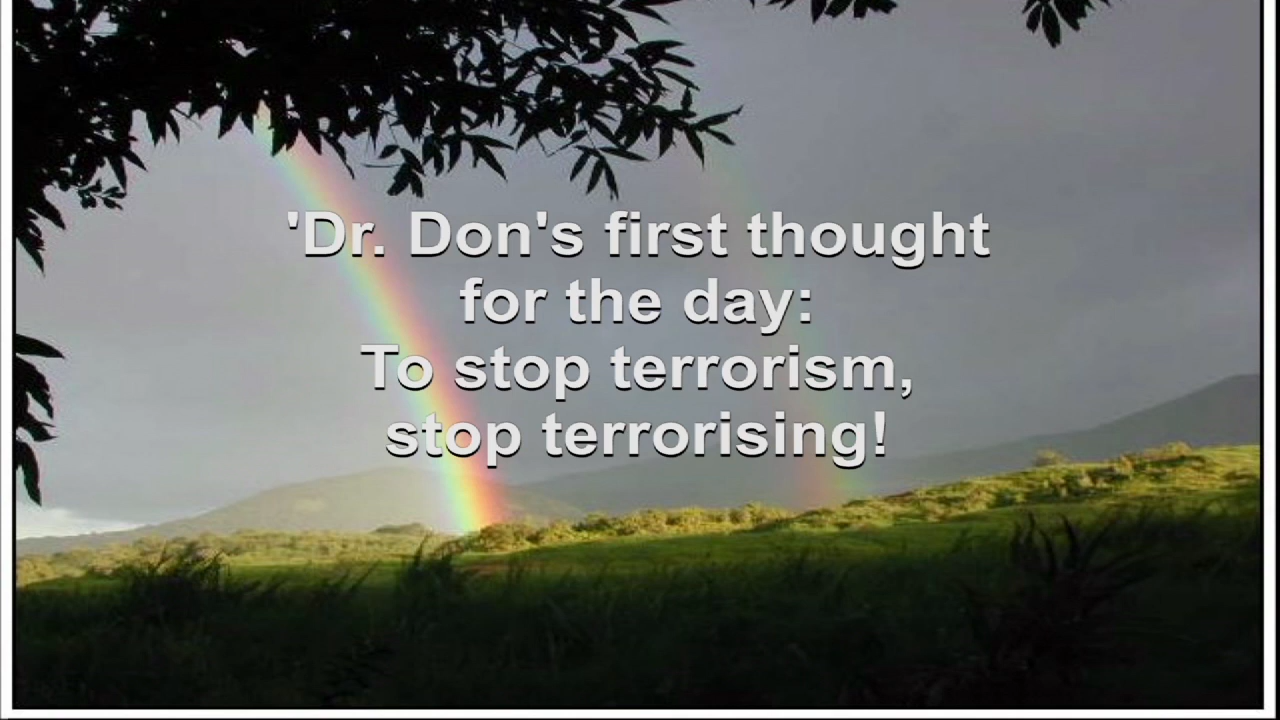 'Dr. Don's first thought
for the day:
To stop terrorism,
stop terrorising!